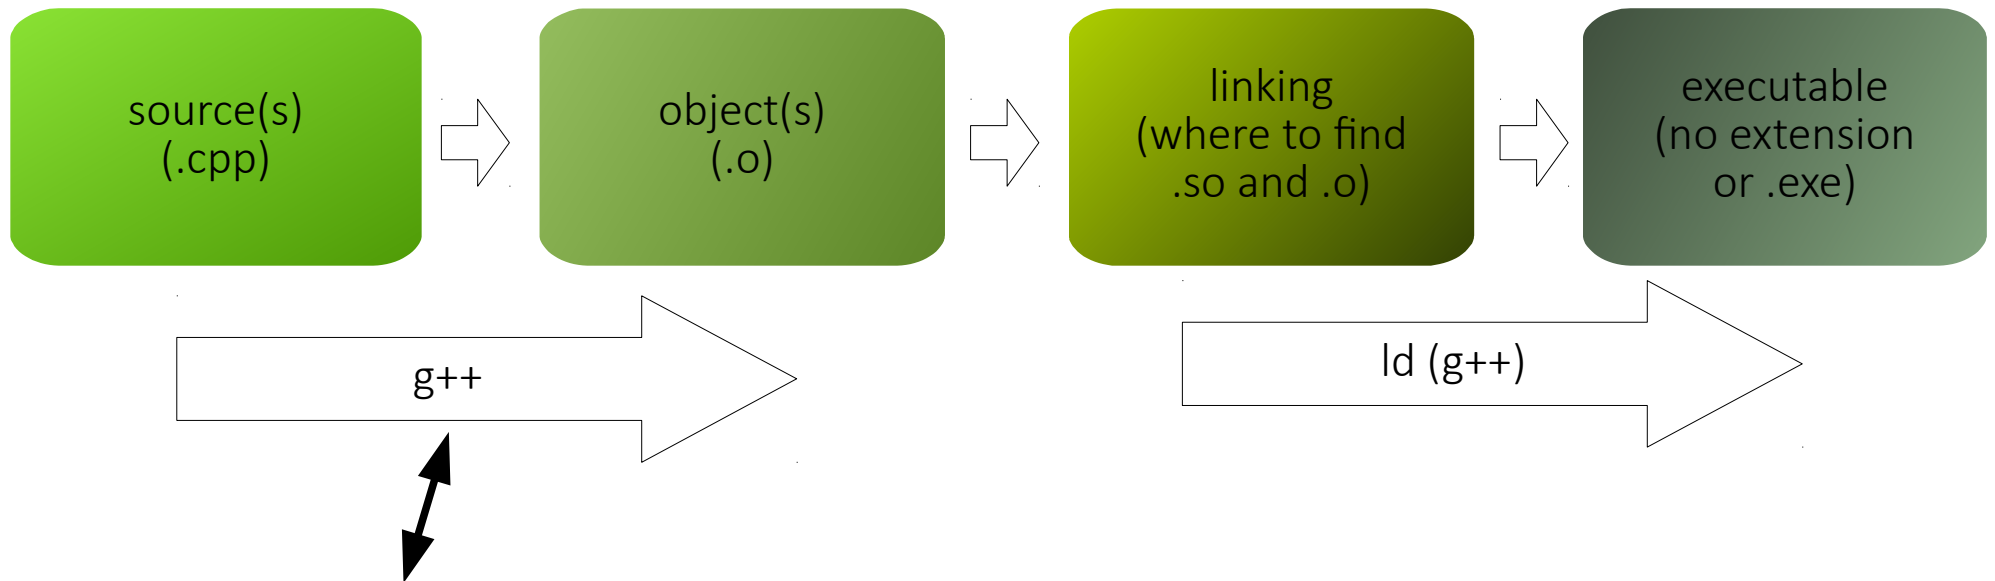 source(s)
(.cpp)
object(s)
(.o)
linking
(where to find
.so and .o)
executable
(no extension
or .exe)
g++
ld (g++)